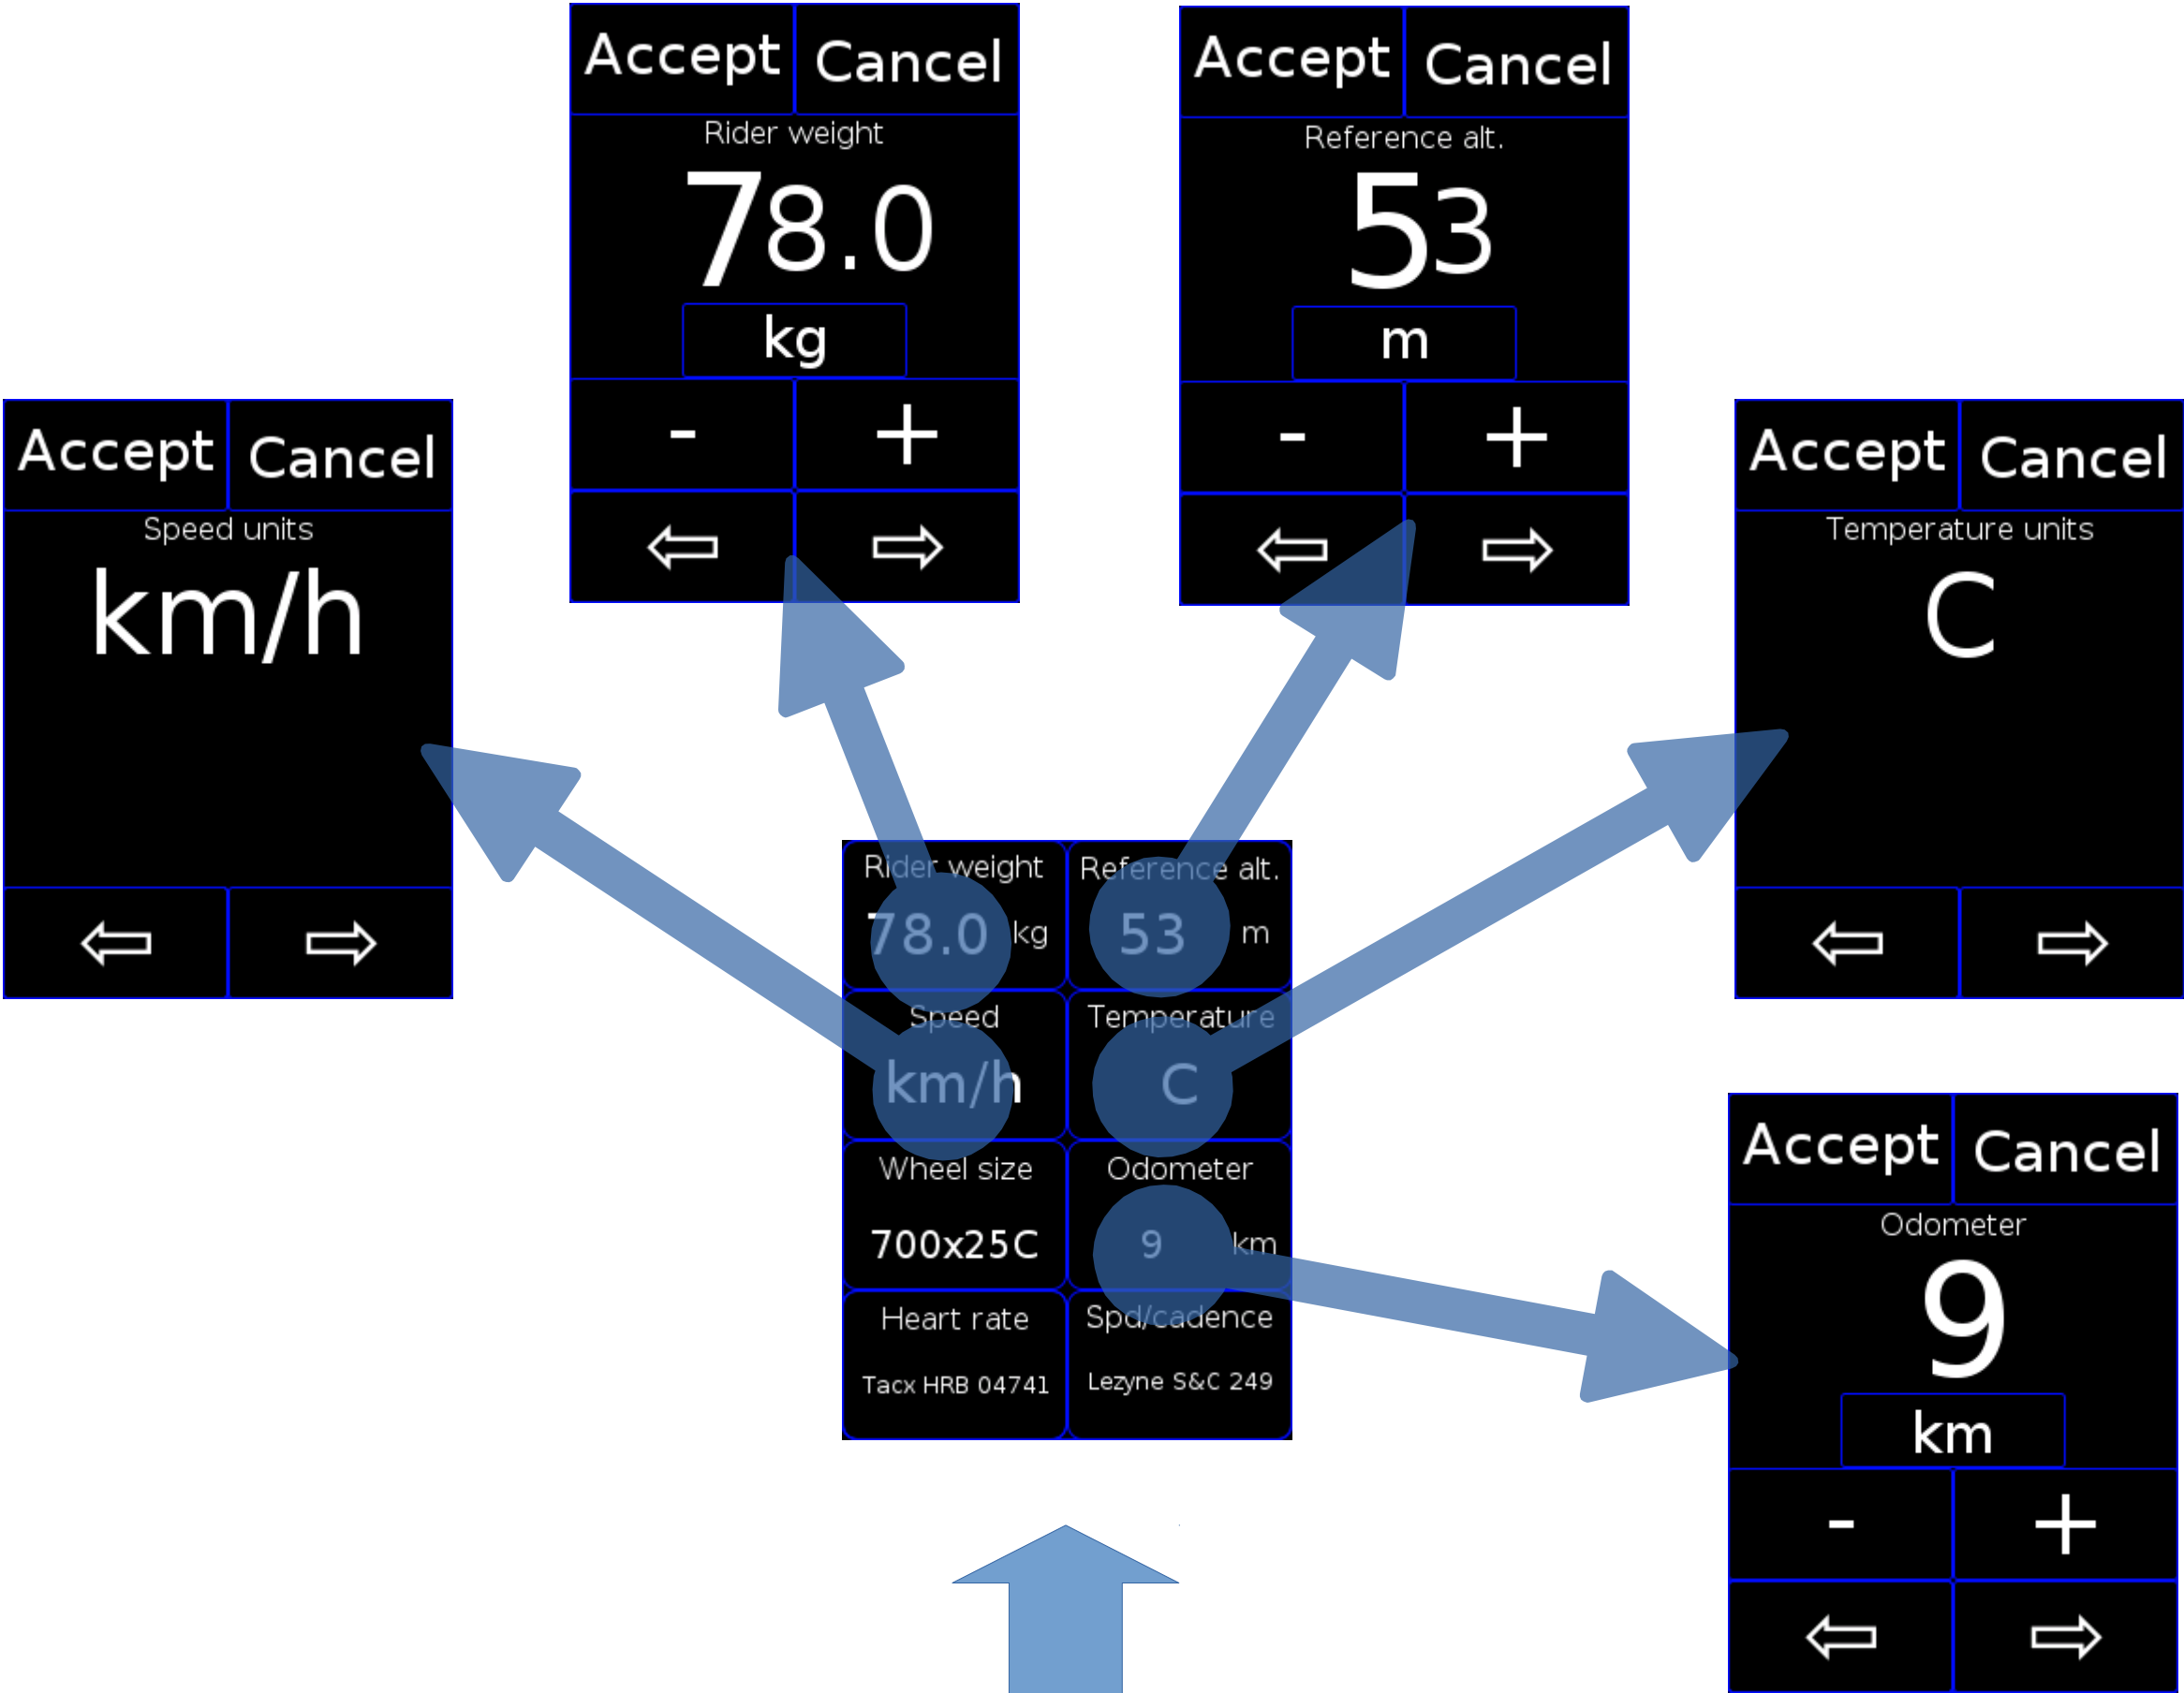 Accept Cancel
Rider weight
78.0
kg
- +
⇦ ⇨
Accept Cancel
Reference alt.
53
m
- +
⇦ ⇨
Accept Cancel
Speed units
km/h
⇦ ⇨
Accept Cancel
Temperature units
C
⇦ ⇨
Rider weight Reference alt.
78.0 kg 53 m
Speed Temperature
km/h C
Wheel size Odometer
700x25C 9 km
Heart rate Spd/cadence
Tacx HRB 04741 Lezyne S&C 249
Accept Cancel
Odometer
9
km
- +
⇦ ⇨